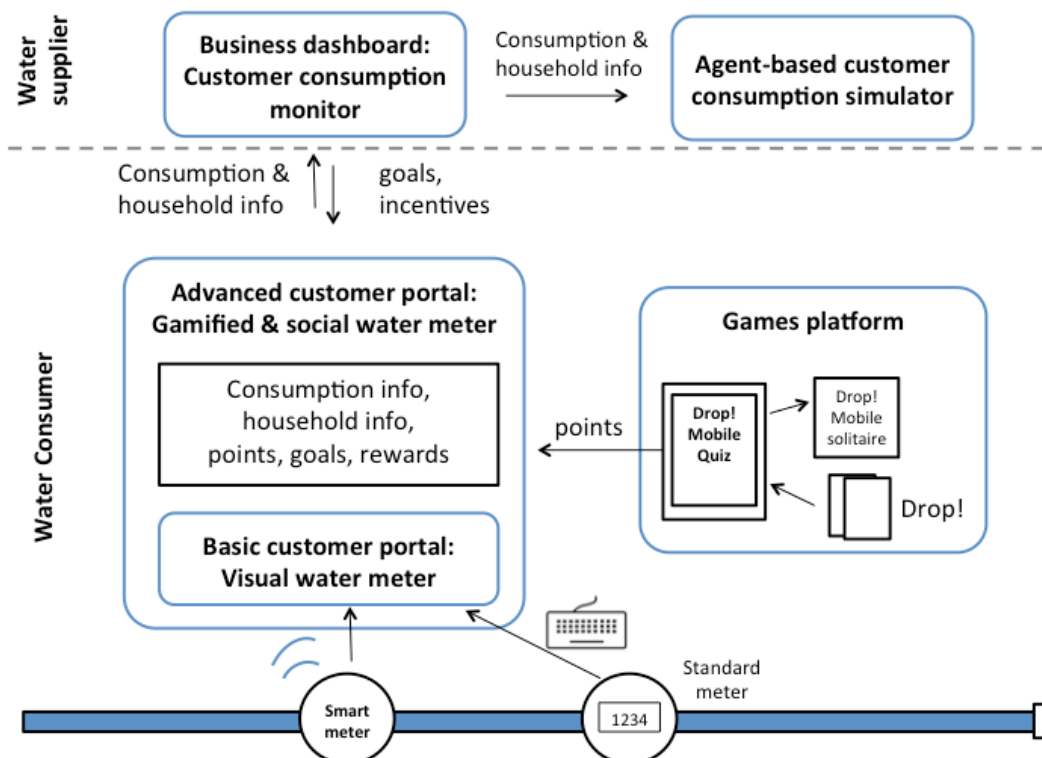 Water
supplier
Business dashboard:
Customer consumption
monitor
Consumption &
household info
Agent-based customer
consumption simulator
Consumption &
household info
goals,
incentives
Water Consumer
Advanced customer portal:
Gamified & social water meter
Consumption info,
household info,
points, goals, rewards
Basic customer portal:
Visual water meter
points
Games platform
Drop!
Mobile
Quiz
Drop!
Mobile
solitaire
Drop!
Smart
meter
1234
Standard
meter